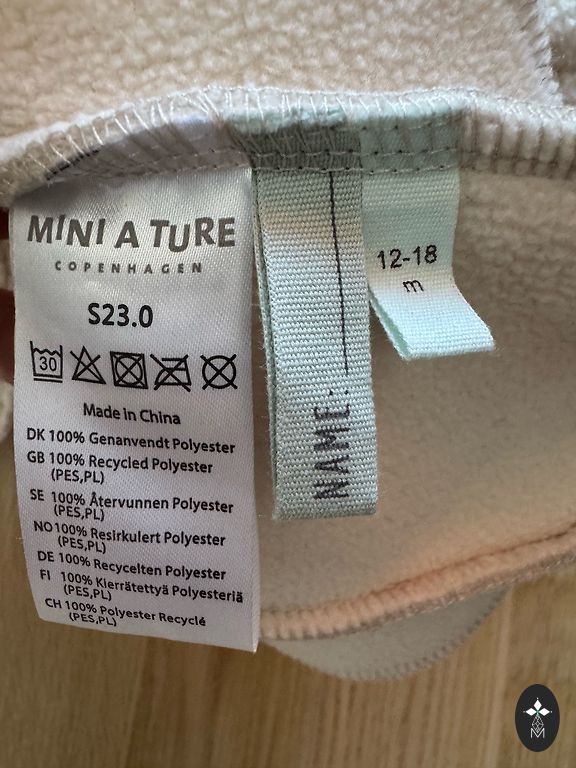 MINI A TURE
COPENHAGEN
S23.0
30
Made in China
DK 100% Genanvendt Polyester
GB 100% Recycled Polyester
(PES,PL)
SE 100% Återvunnen Polyester
(PES,PL)
NO 100% Resirkulert Polyester
(PES,PL)
DE 100% Recycelten Polyester
FI 100% Kierrätettyä Polyesteriä
(PES,PL)
CH 100% Polyester Recyclé
(PES,PL)
NAME:
12-18
m
M